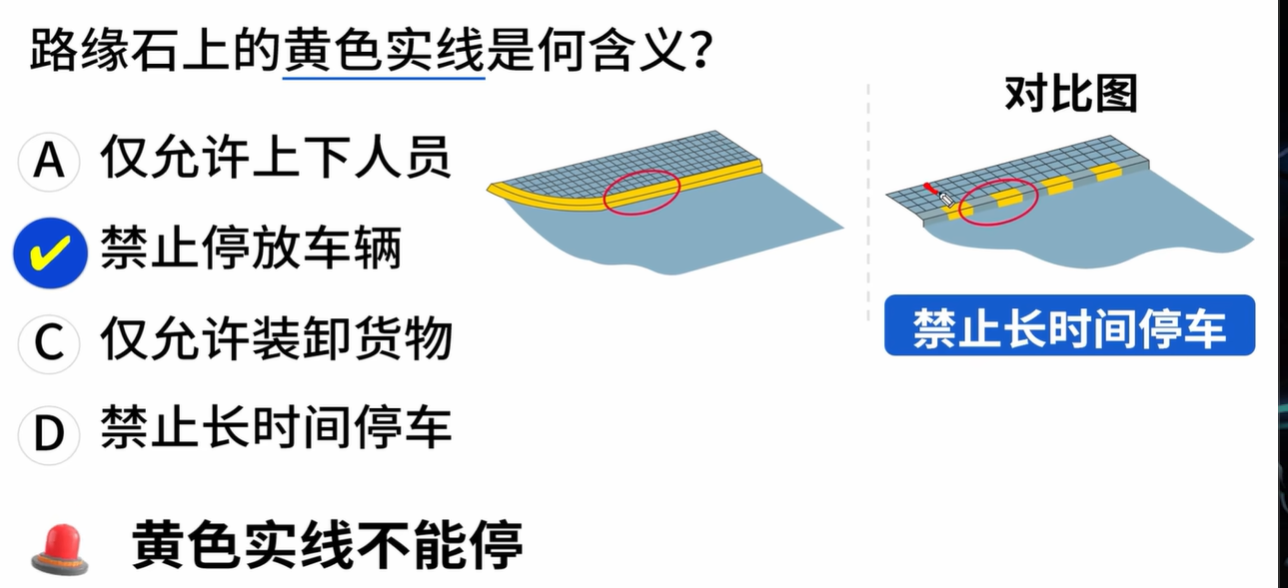 路缘石上的黄色实线是何含义？
对比图
A 仅允许上下人员
禁止停放车辆
C 仅允许装卸货物
禁止长时间停车
D 禁止长时间停车
黄色实线不能停